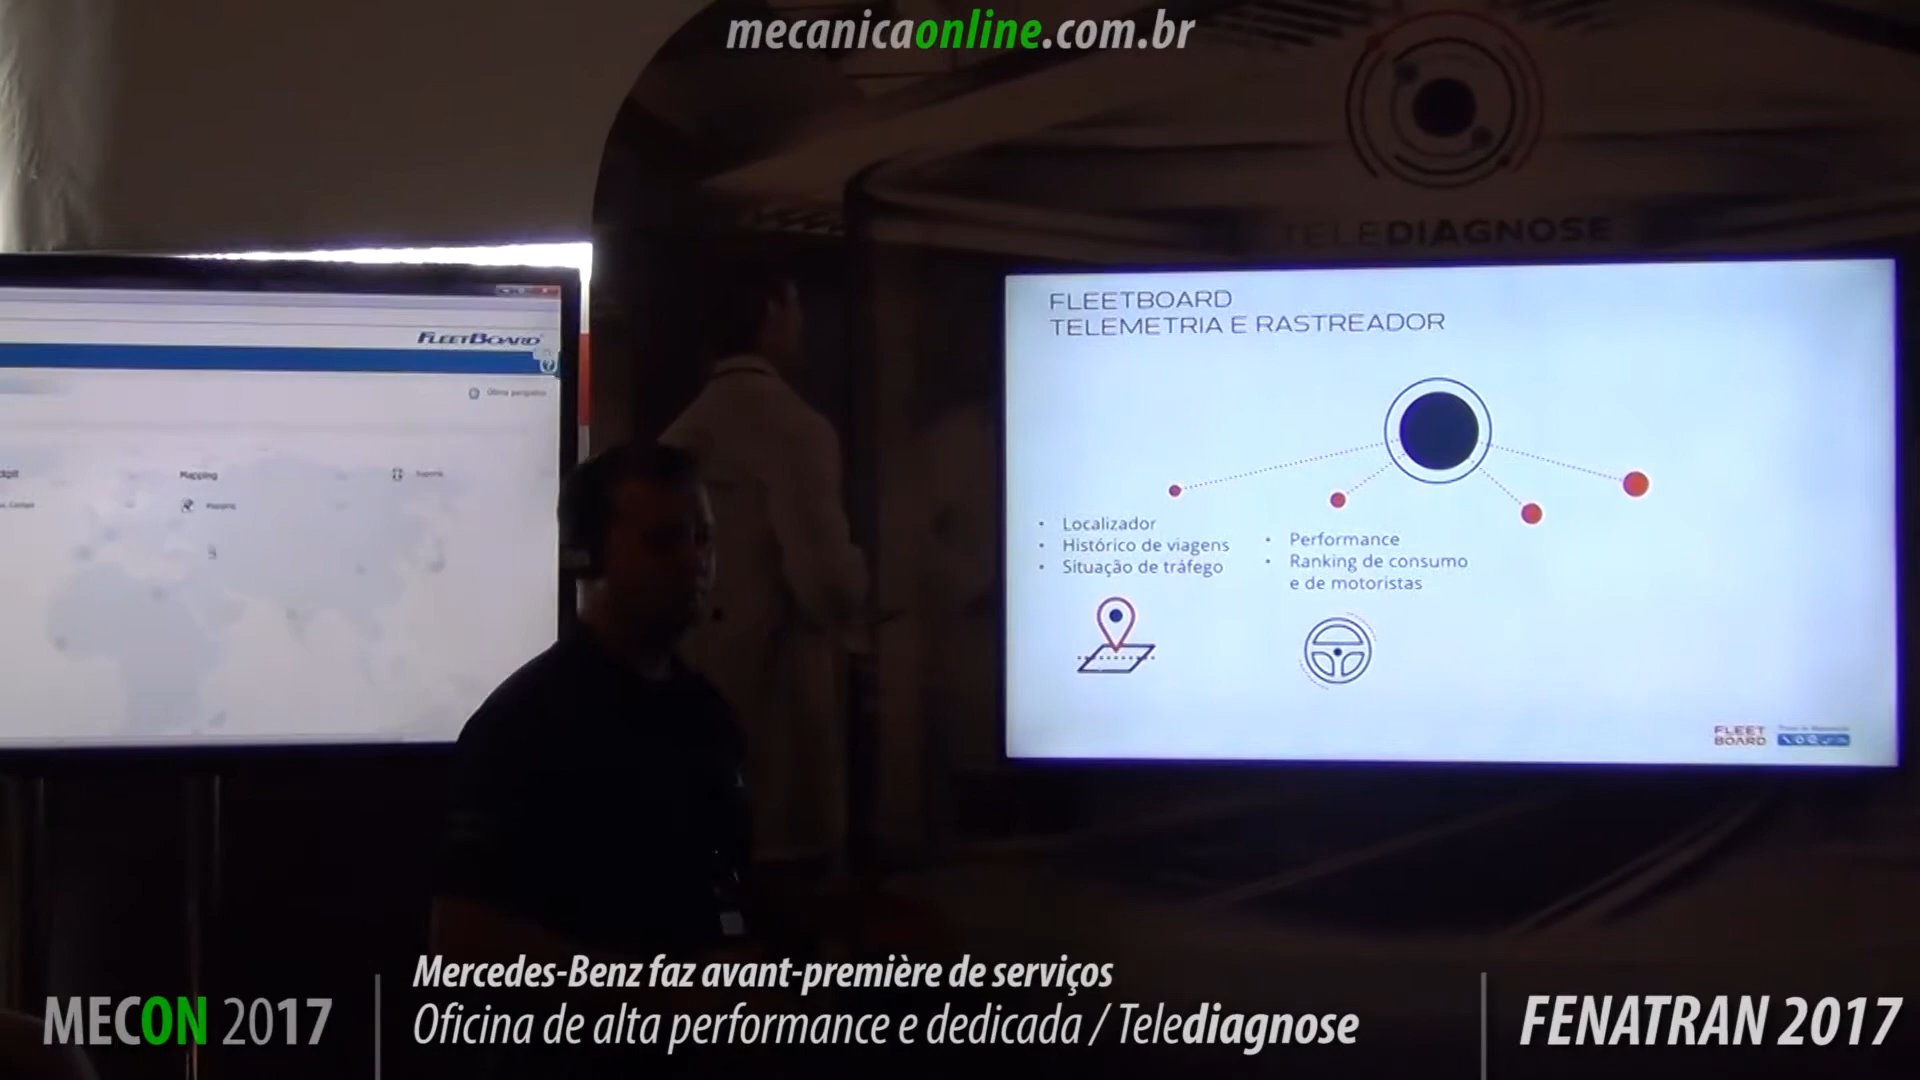 mecanicaonline.com.br
TELEDIAGNOSE
FLEETBOARD
TELEMETRIA E RASTREADOR
• Localizador
• Histórico de viagens
• Situação de tráfego
• Performance
• Ranking de consumo
e de motoristas
FLEET
BOARD
FLEETBOARD
Mapping
Mapping
MECON 2017
Mercedes-Benz faz avant-première de serviços
Oficina de alta performance e dedicada / Telediagnose
FENATRAN 2017